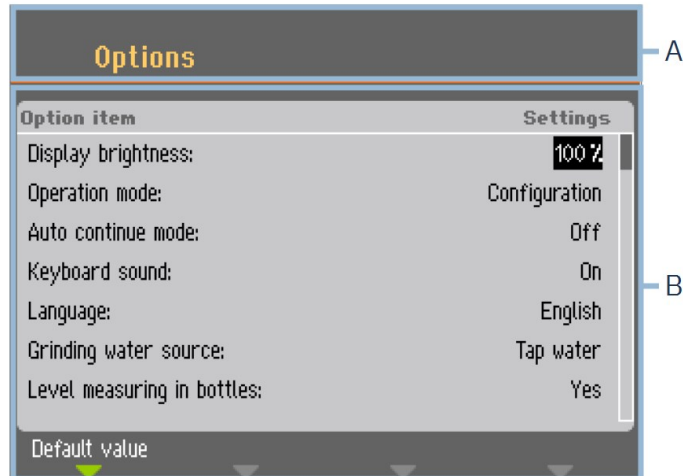 Options
A
Option item Settings
Display brightness: 100 %
Operation mode: Configuration
Auto continue mode: Off
Keyboard sound: On
B
Language: English
Grinding water source: Tap water
Level measuring in bottles: Yes
Default value